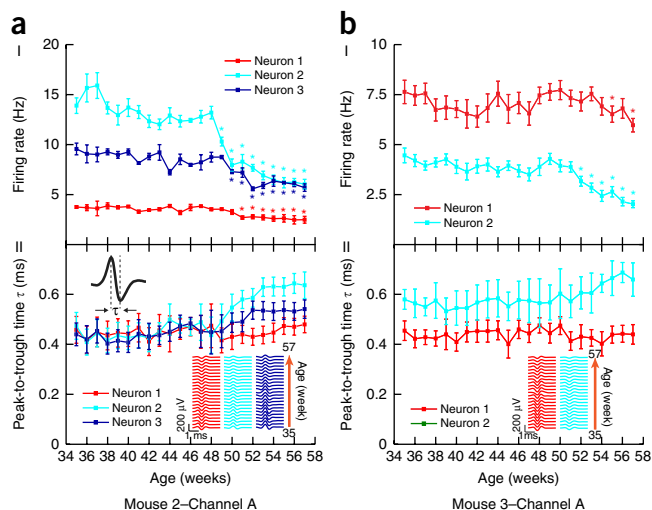 a
I
Firing rate (Hz)
20
15
10
5
Neuron 1
Neuron 2
Neuron 3
* * * * * * * * *
* * * * * * * *
* * * * * * *
II
Peak-to-trough time τ (ms)
0.6
0.4
0.2
0
τ
Neuron 1
Neuron 2
Neuron 3
200 µV
1 ms
57
Age (week)
35
34 36 38 40 42 44 46 48 50 52 54 56 58
Age (weeks)
Mouse 2–Channel A
b
I
Firing rate (Hz)
10
7.5
5
2.5
Neuron 1
Neuron 2
* * *
* * * * * *
II
Peak-to-trough time τ (ms)
0.6
0.4
0.2
0
Neuron 1
Neuron 2
200 µV
1 ms
57
Age (week)
35
34 36 38 40 42 44 46 48 50 52 54 56 58
Age (weeks)
Mouse 3–Channel A